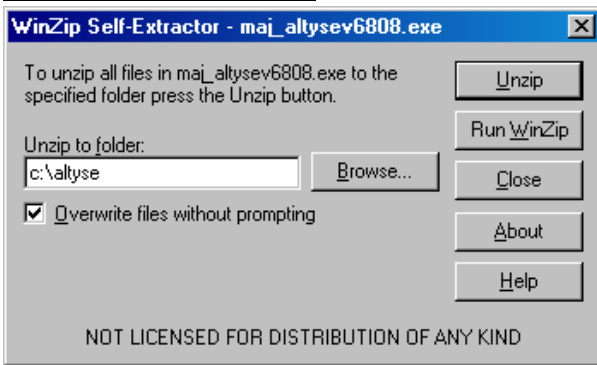 WinZip Self-Extractor - maj_altysev6808.exe
To unzip all files in maj_altysev6808.exe to the
specified folder press the Unzip button.
Unzip to folder:
c:\altyse
Browse...
Overwrite files without prompting
Unzip
Run WinZip
Close
About
Help
NOT LICENSED FOR DISTRIBUTION OF ANY KIND